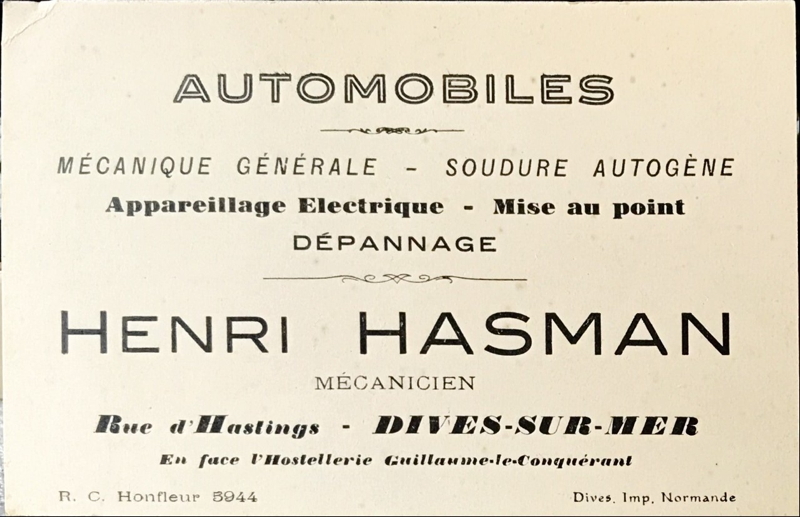 AUTOMOBILES
MÉCANIQUE GÉNÉRALE - SOUDURE AUTOGÈNE
Appareillage Electrique - Mise au point
DÉPANNAGE
HENRI HASMAN
MÉCANICIEN
Rue d'Hastings - DIVES-SUR-MER
En face l'Hostellerie Guillaume-le-Conquérant
R. C. Honfleur 5944
Dives, Imp. Normande